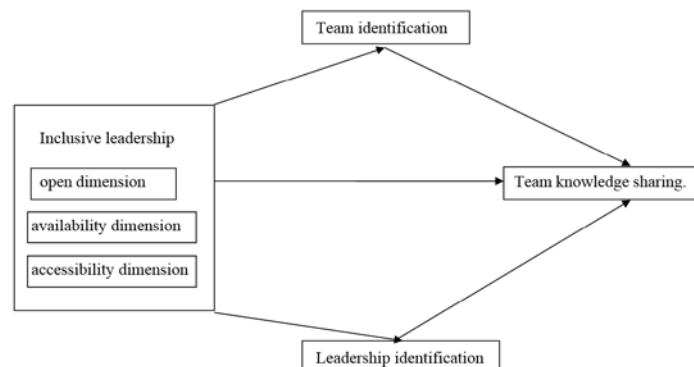 Team identification
Inclusive leadership
open dimension
availability dimension
accessibility dimension
Team knowledge sharing.
Leadership identification